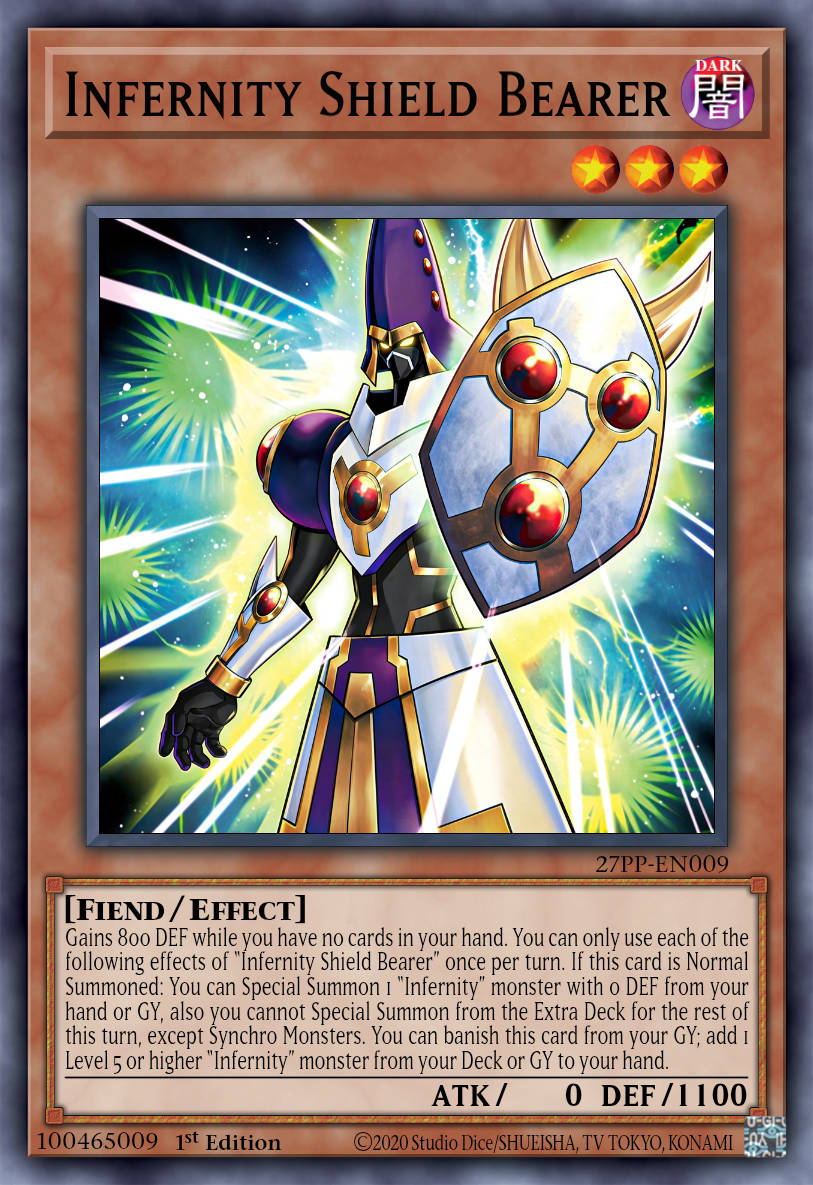 Infernity Shield Bearer
DARK
闇
27PP-EN009
[Fiend/Effect]
Gains 800 DEF while you have no cards in your hand. You can only use each of the
following effects of "Infernity Shield Bearer" once per turn. If this card is Normal
Summoned: You can Special Summon 1 "Infernity" monster with 0 DEF from your
hand or GY, also you cannot Special Summon from the Extra Deck for the rest of
this turn, except Synchro Monsters. You can banish this card from your GY; add 1
Level 5 or higher "Infernity" monster from your Deck or GY to your hand.
ATK/ 0 DEF/1100
100465009 1st Edition ©2020 Studio Dice/SHUEISHA, TV TOKYO, KONAMI